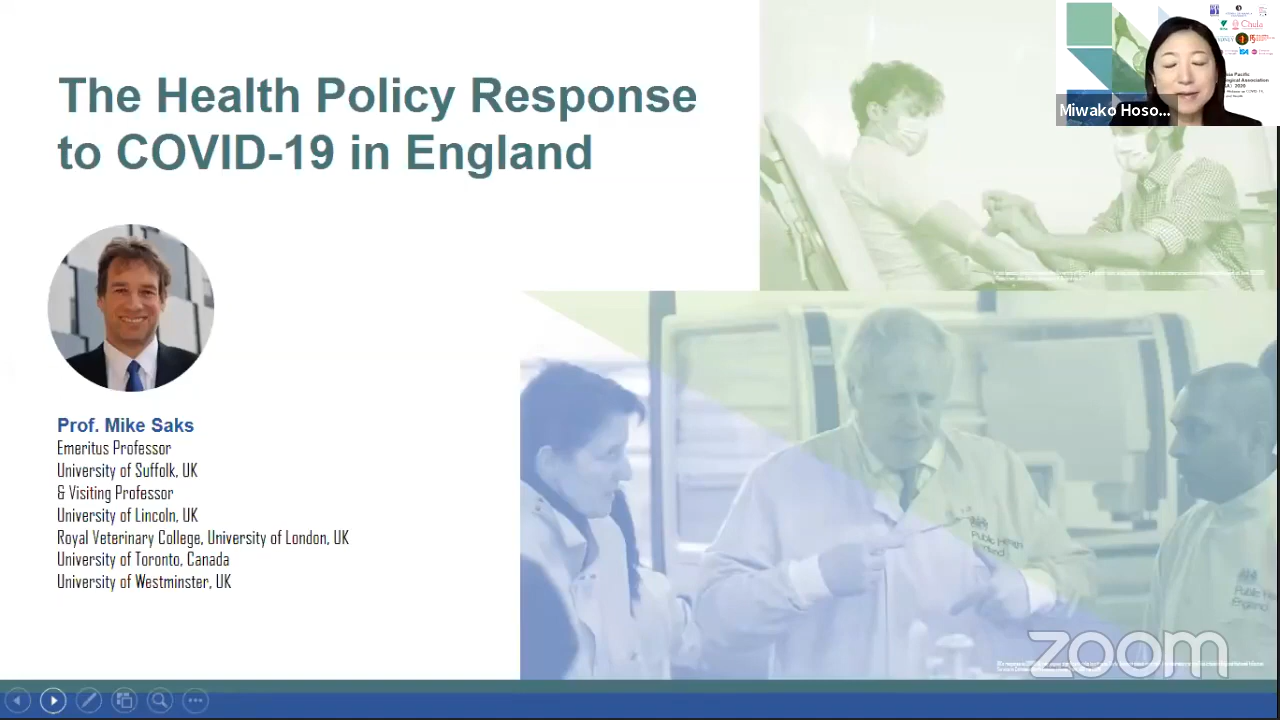 The Health Policy Response
to COVID-19 in England
Prof. Mike Saks
Emeritus Professor
University of Suffolk, UK
& Visiting Professor
University of Lincoln, UK
Royal Veterinary College, University of London, UK
University of Toronto, Canada
University of Westminster, UK
Miwako Hoso...
Chula
Public Health
England
England
zoom